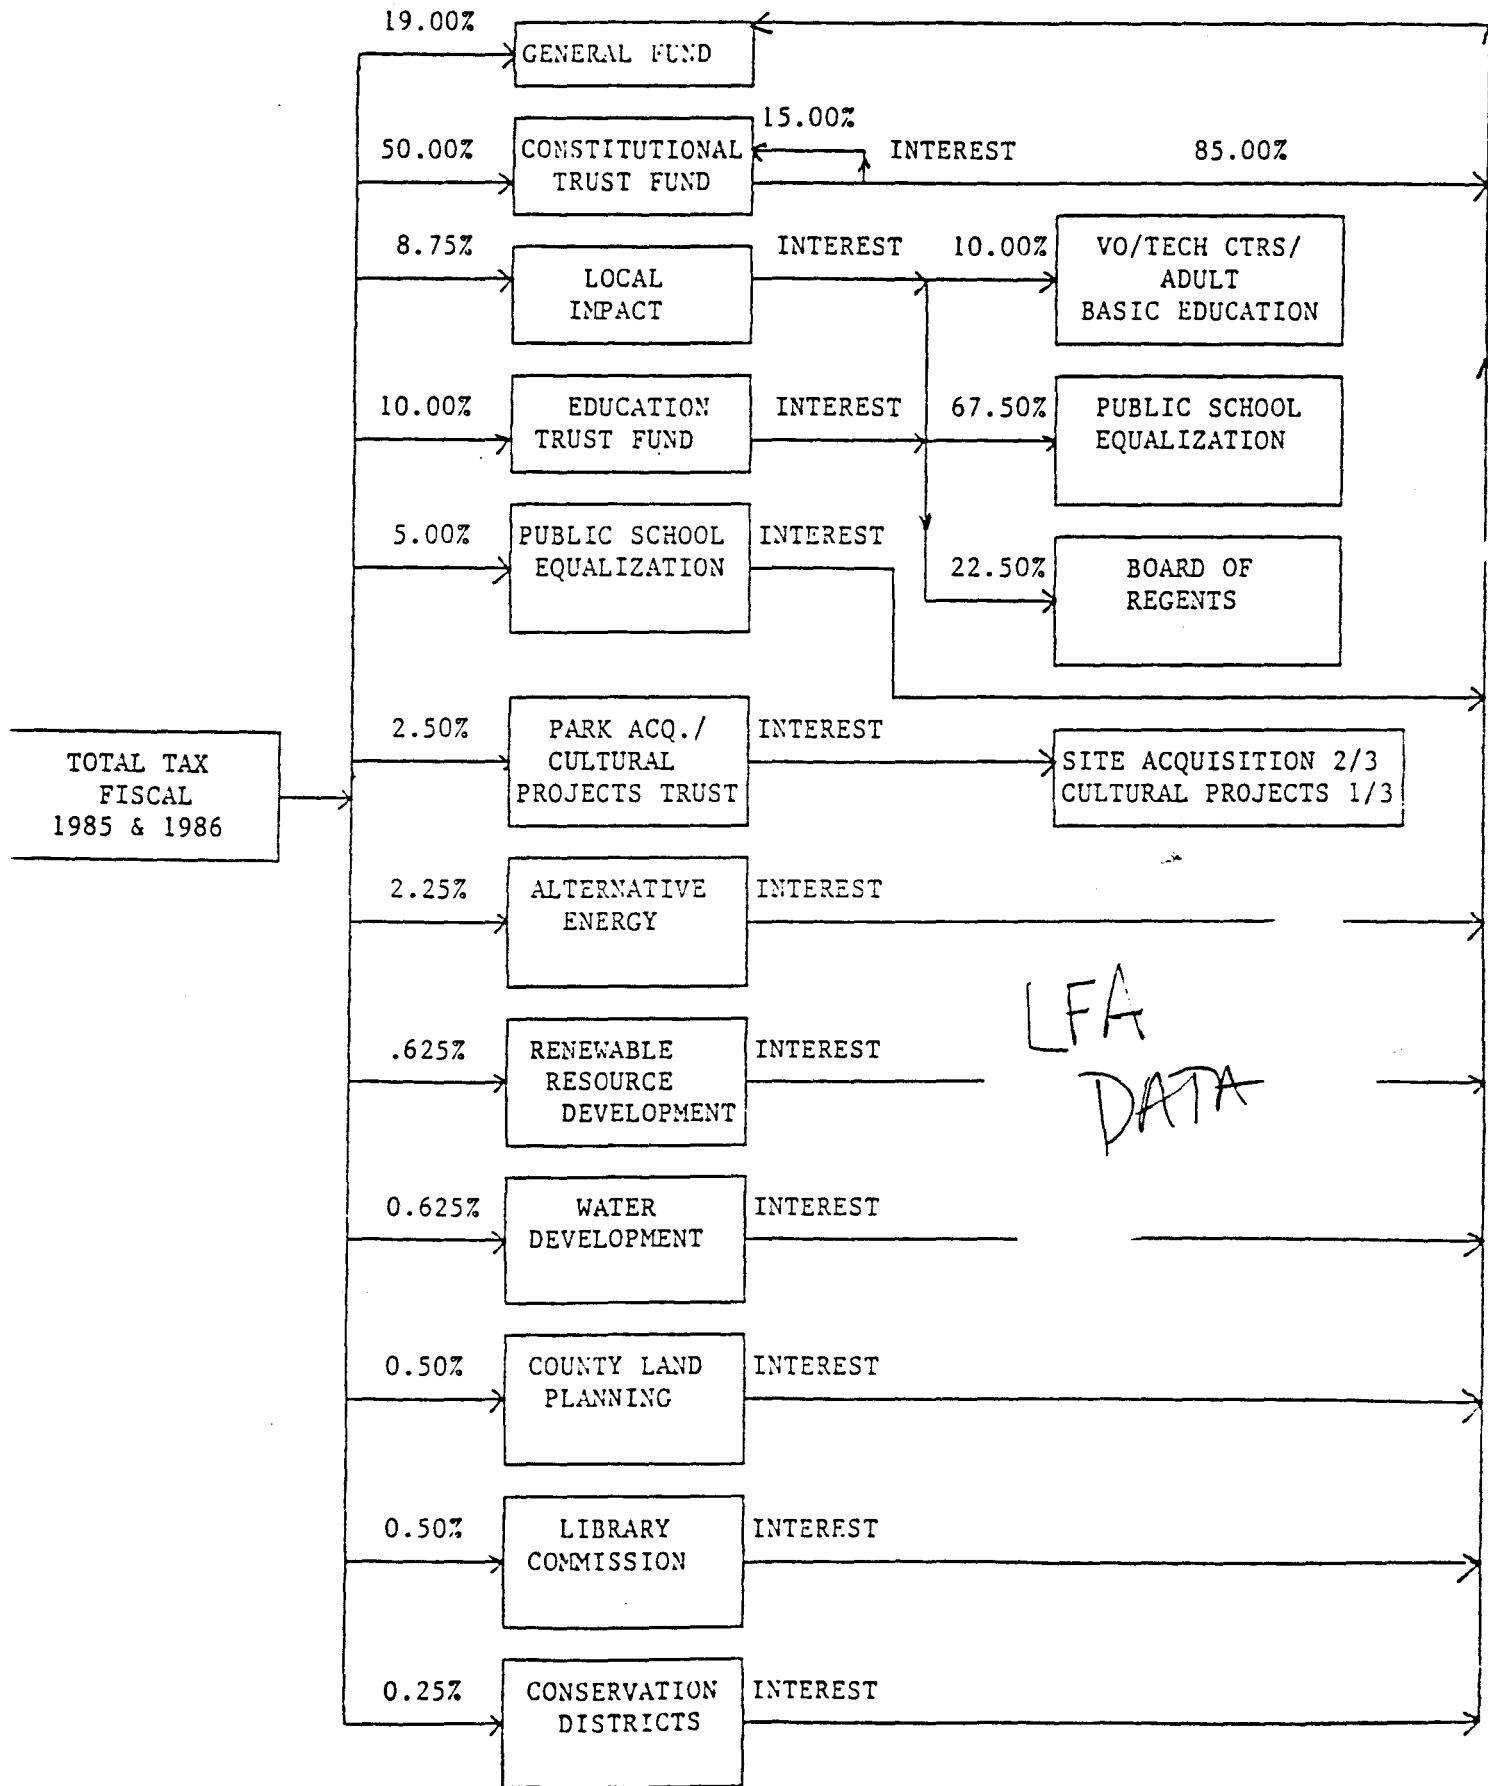 19.00%
GENERAL FUND
15.00%
50.00%
CONSTITUTIONAL
TRUST FUND
INTEREST
85.00%
8.75%
LOCAL
IMPACT
INTEREST
10.00%
VO/TECH CTRS/
ADULT
BASIC EDUCATION
10.00%
EDUCATION
TRUST FUND
INTEREST
67.50%
PUBLIC SCHOOL
EQUALIZATION
5.00%
PUBLIC SCHOOL
EQUALIZATION
INTEREST
22.50%
BOARD OF
REGENTS
TOTAL TAX
FISCAL
1985 & 1986
2.50%
PARK ACQ./
CULTURAL
PROJECTS TRUST
INTEREST
SITE ACQUISITION 2/3
CULTURAL PROJECTS 1/3
2.25%
ALTERNATIVE
ENERGY
INTEREST
LFA
DATA
.625%
RENEWABLE
RESOURCE
DEVELOPMENT
INTEREST
0.625%
WATER
DEVELOPMENT
INTEREST
0.50%
COUNTY LAND
PLANNING
INTEREST
0.50%
LIBRARY
COMMISSION
INTEREST
0.25%
CONSERVATION
DISTRICTS
INTEREST